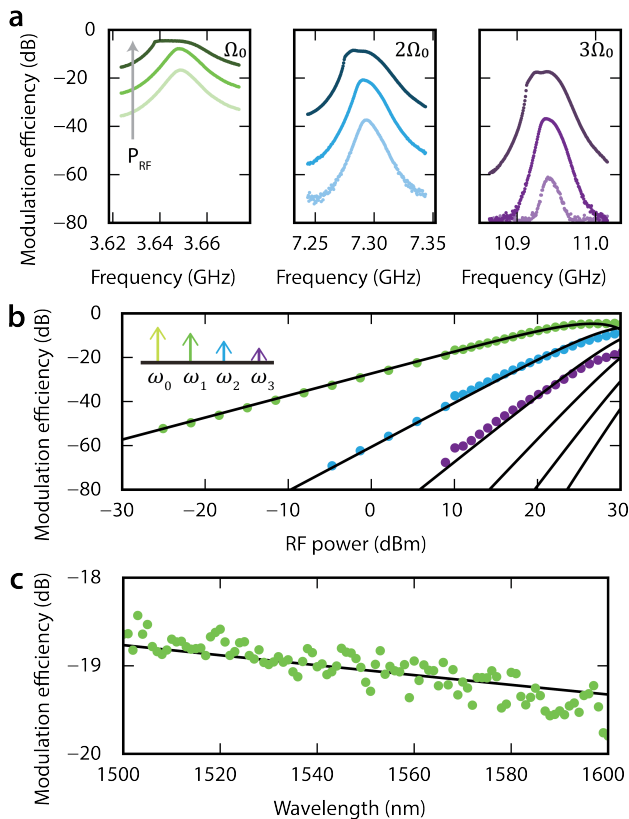 a
Modulation efficiency (dB)
0
−20
−40
−60
−80
Ω₀
P_RF
3.62
3.64
3.66
Frequency (GHz)
2Ω₀
7.25
7.30
7.35
Frequency (GHz)
3Ω₀
10.9
11.0
Frequency (GHz)
b
Modulation efficiency (dB)
0
−20
−40
−60
−80
ω₀ ω₁ ω₂ ω₃
−30
−20
−10
0
10
20
30
RF power (dBm)
c
Modulation efficiency (dB)
−18
−19
−20
1500
1520
1540
1560
1580
1600
Wavelength (nm)